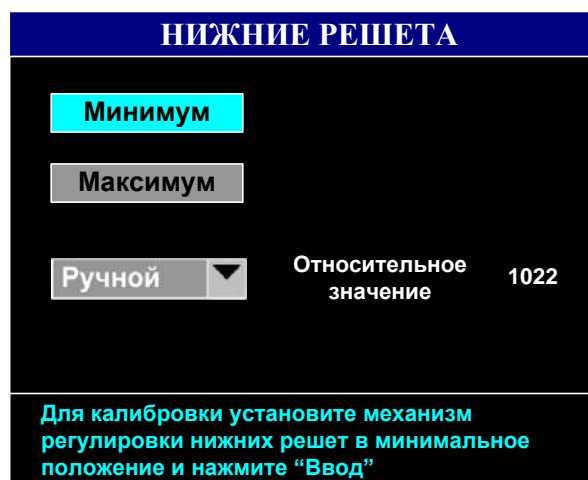 НИЖНИЕ РЕШЕТА
Минимум
Максимум
Ручной
Относительное
значение
1022
Для калибровки установите механизм
регулировки нижних решет в минимальное
положение и нажмите “Ввод”